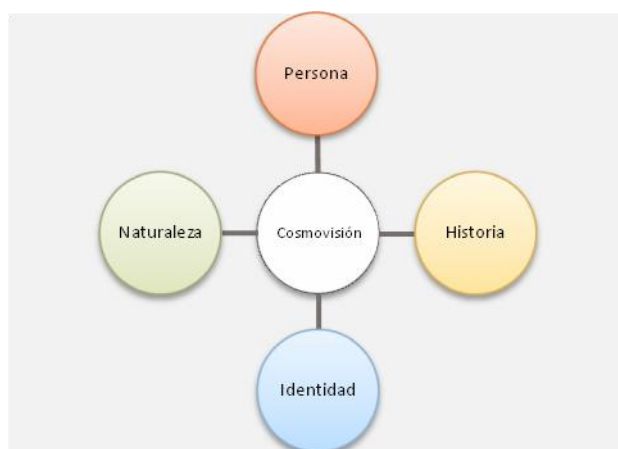 Persona
Naturaleza
Cosmovisión
Historia
Identidad